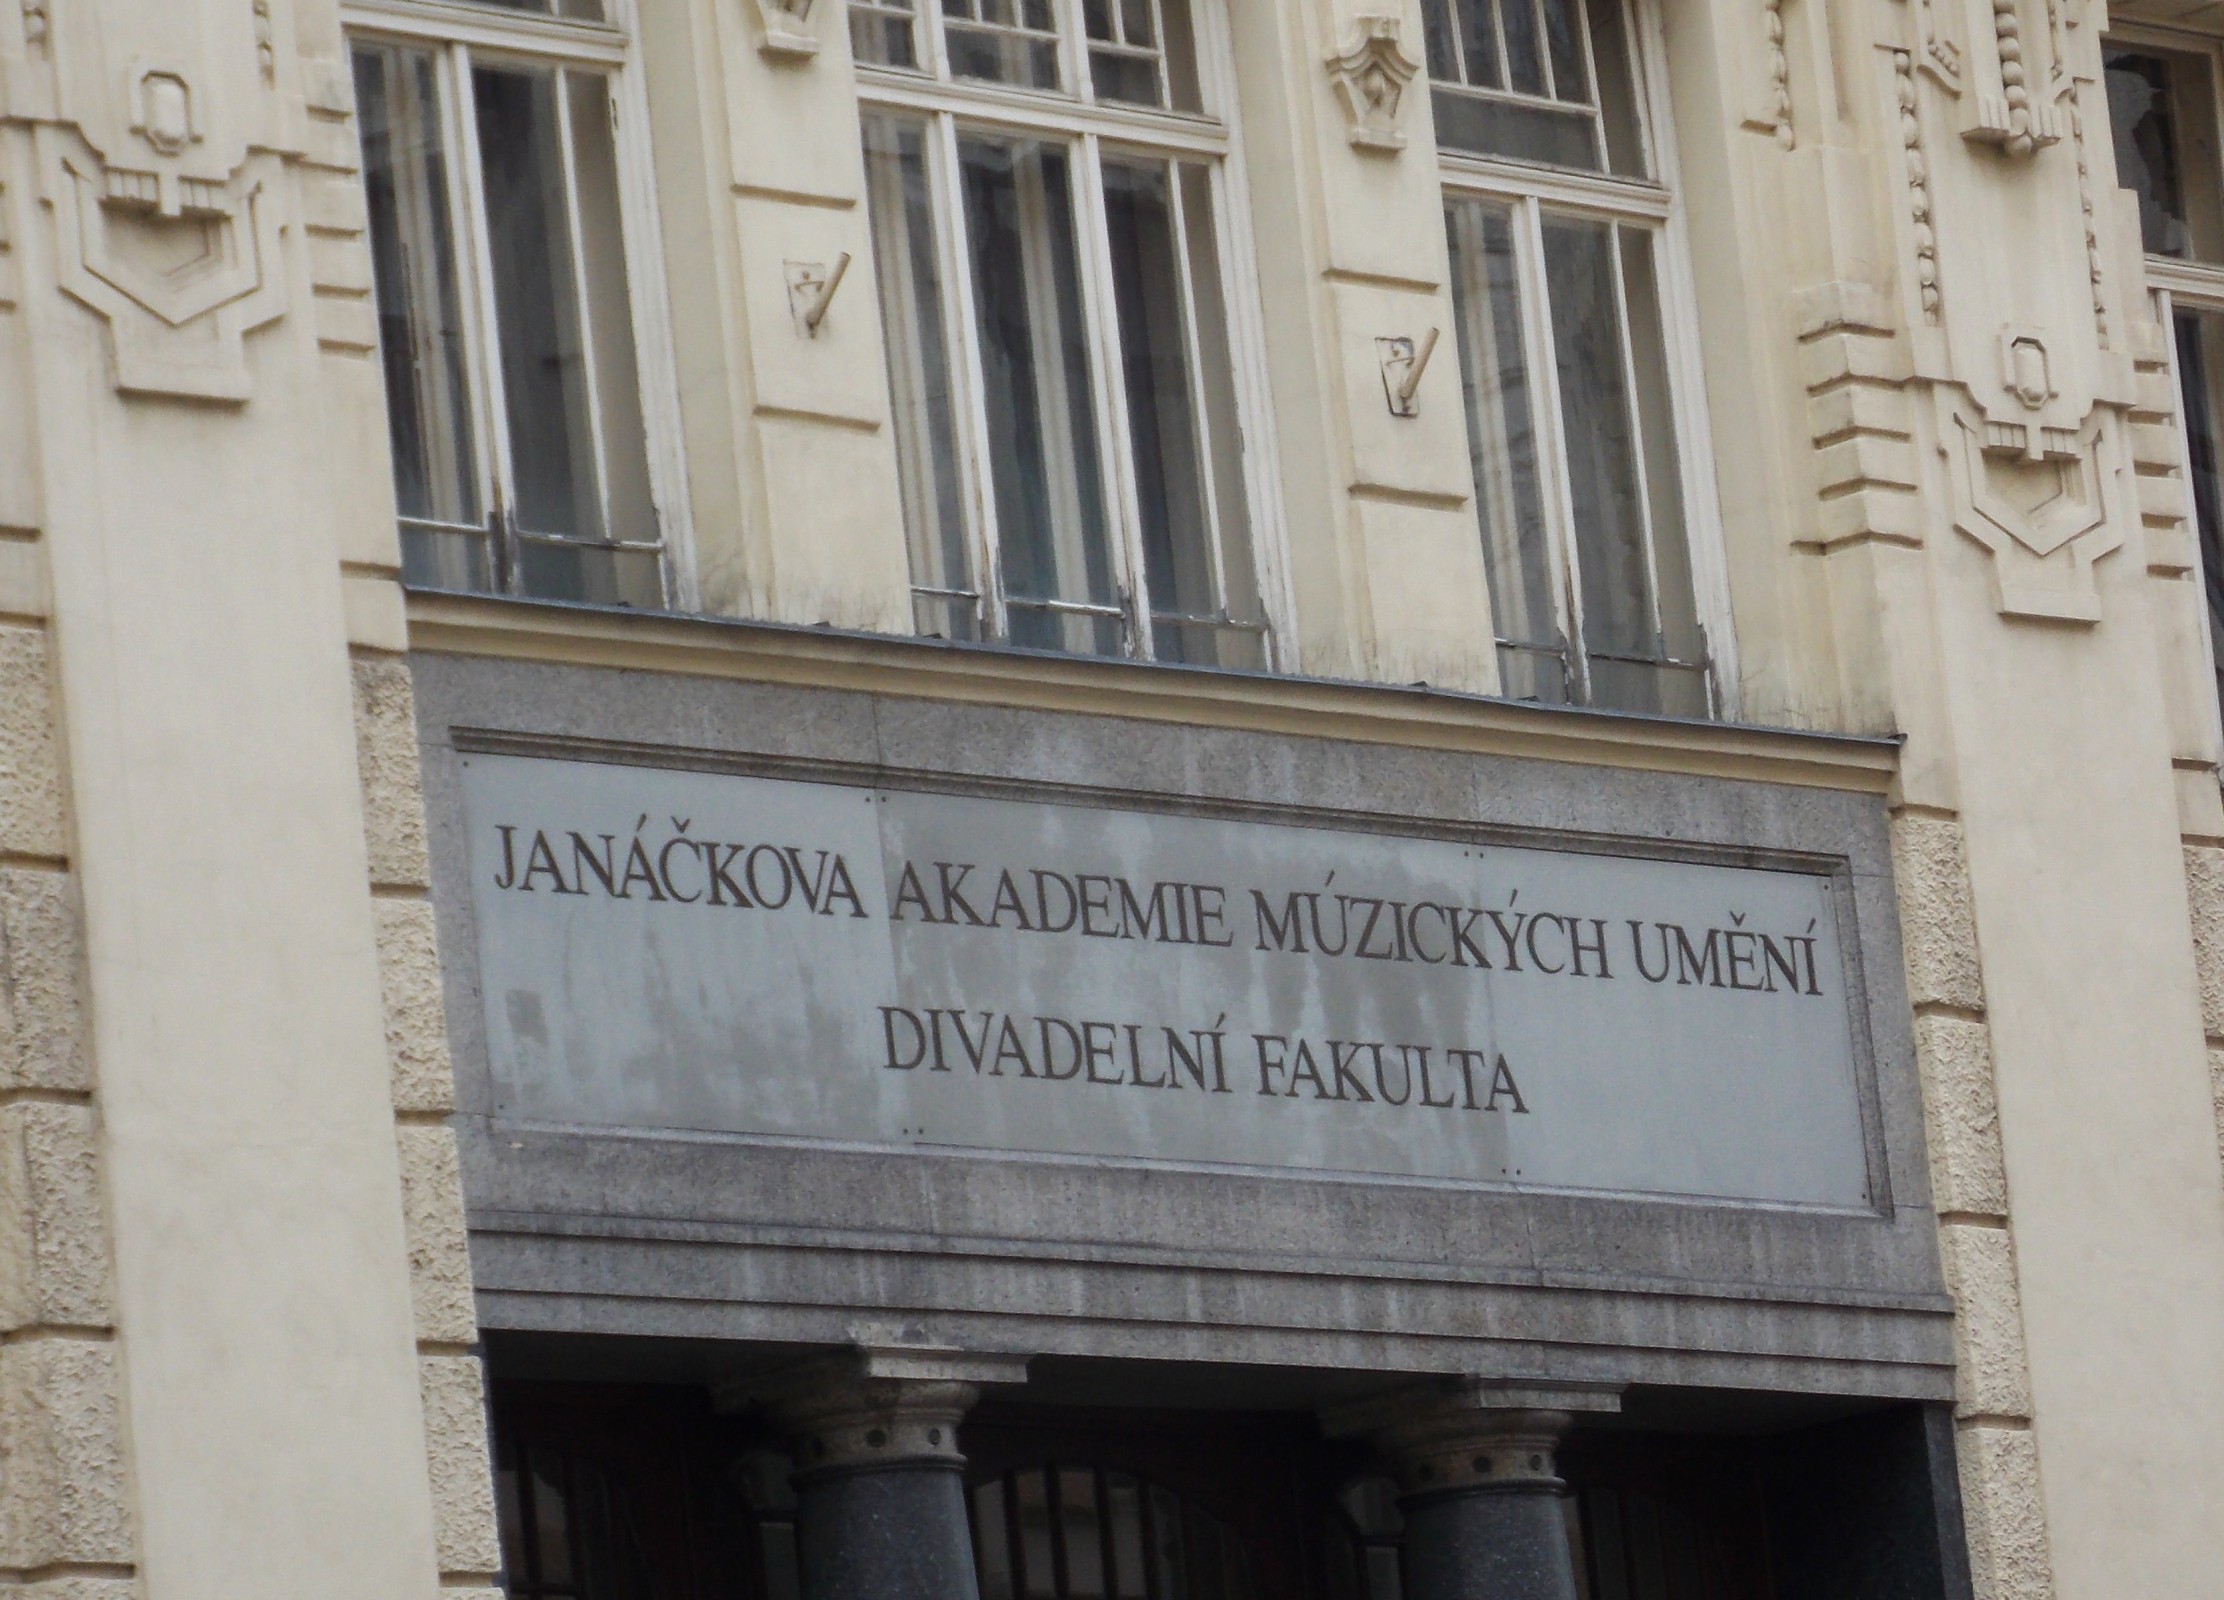 JANÁČKOVA AKADEMIE MÚZICKÝCH UMĚNÍ
DIVADELNÍ FAKULTA